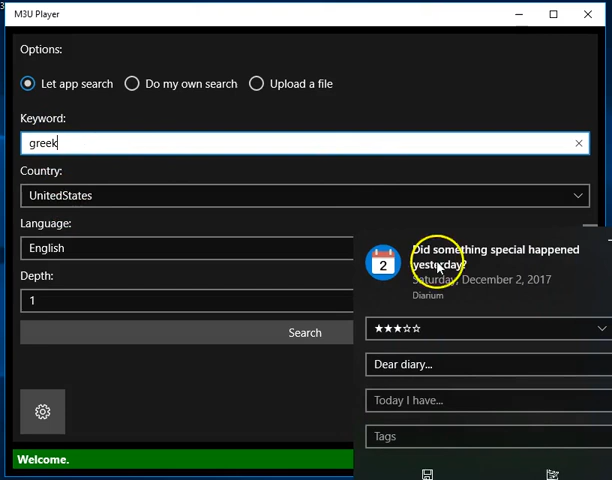 M3U Player
Options:
Let app search
Do my own search
Upload a file
Keyword:
greek
Country:
UnitedStates
Language:
English
Depth:
1
Search
Welcome.
2
Did something special happened
yesterday?
Saturday, December 2, 2017
Diarium
★★★☆☆
Dear diary...
Today I have...
Tags